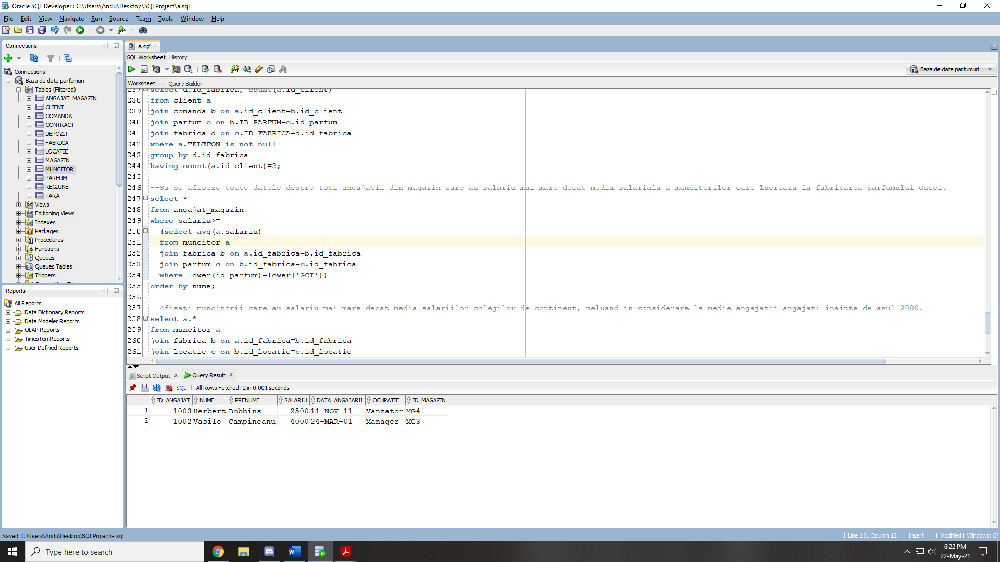 Oracle SQL Developer : C:\Users\Andu\Desktop\SQLProject\a.sql
File Edit View Navigate Run Source Team Tools Window Help
Connections
Connections
Baza de date parfumuri
Tables (Filtered)
ANGAJAT_MAGAZIN
CLIENT
COMANDA
CONTRACT
DEPOZIT
FABRICA
LOCATIE
MAGAZIN
MUNCITOR
PARFUM
REGIUNE
TARA
Views
Editioning Views
Indexes
Packages
Procedures
Functions
Queues
Queues Tables
Triggers
Reports
All Reports
Data Dictionary Reports
Data Modeler Reports
OLAP Reports
TimesTen Reports
User Defined Reports
a.sql
SQL Worksheet History
Baza de date parfumuri
Worksheet Query Builder
237 select d.id_fabrica, count(a.id_client)
238 from client a
239 join comanda b on a.id_client=b.id_client
240 join parfum c on b.ID_PARFUM=c.id_parfum
241 join fabrica d on c.ID_FABRICA=d.id_fabrica
242 where a.TELEFON is not null
243 group by d.id_fabrica
244 having count(a.id_client)=2;
245
246 --Sa se afiseze toate datele despre toti angajatii din magazin care au salariu mai mare decat media salariala a muncitorilor care lucreaza la fabricarea parfumului Gucci.
247 select *
248 from angajat_magazin
249 where salariu>=
250 (select avg(a.salariu)
251 from muncitor a
252 join fabrica b on a.id_fabrica=b.id_fabrica
253 join parfum c on b.id_fabrica=c.id_fabrica
254 where lower(id_parfum)=lower('GCI'))
255 order by nume;
256
257 --Afisati muncitorii care au salariu mai mare decat media salariilor colegilor de continent, neluand in considerare la medie angajatii angajati inainte de anul 2000.
258 select a.*
259 from muncitor a
260 join fabrica b on a.id_fabrica=b.id_fabrica
261 join locatie c on b.id_locatie=c.id_locatie
Script Output x Query Result x
SQL | All Rows Fetched: 2 in 0.001 seconds
ID_ANGAJAT NUME PRENUME SALARIU DATA_ANGAJARII OCUPATIE ID_MAGAZIN
1 1003 Herbert Bobbins 2500 11-NOV-11 Vanzator MG4
2 1002 Vasile Campineanu 4000 24-MAR-01 Manager MG3
Saved: C:\Users\Andu\Desktop\SQLProject\a.sql
Line 251 Column 12 | Insert | Modified | Windows: CF
Type here to search
6:22 PM
22-May-21